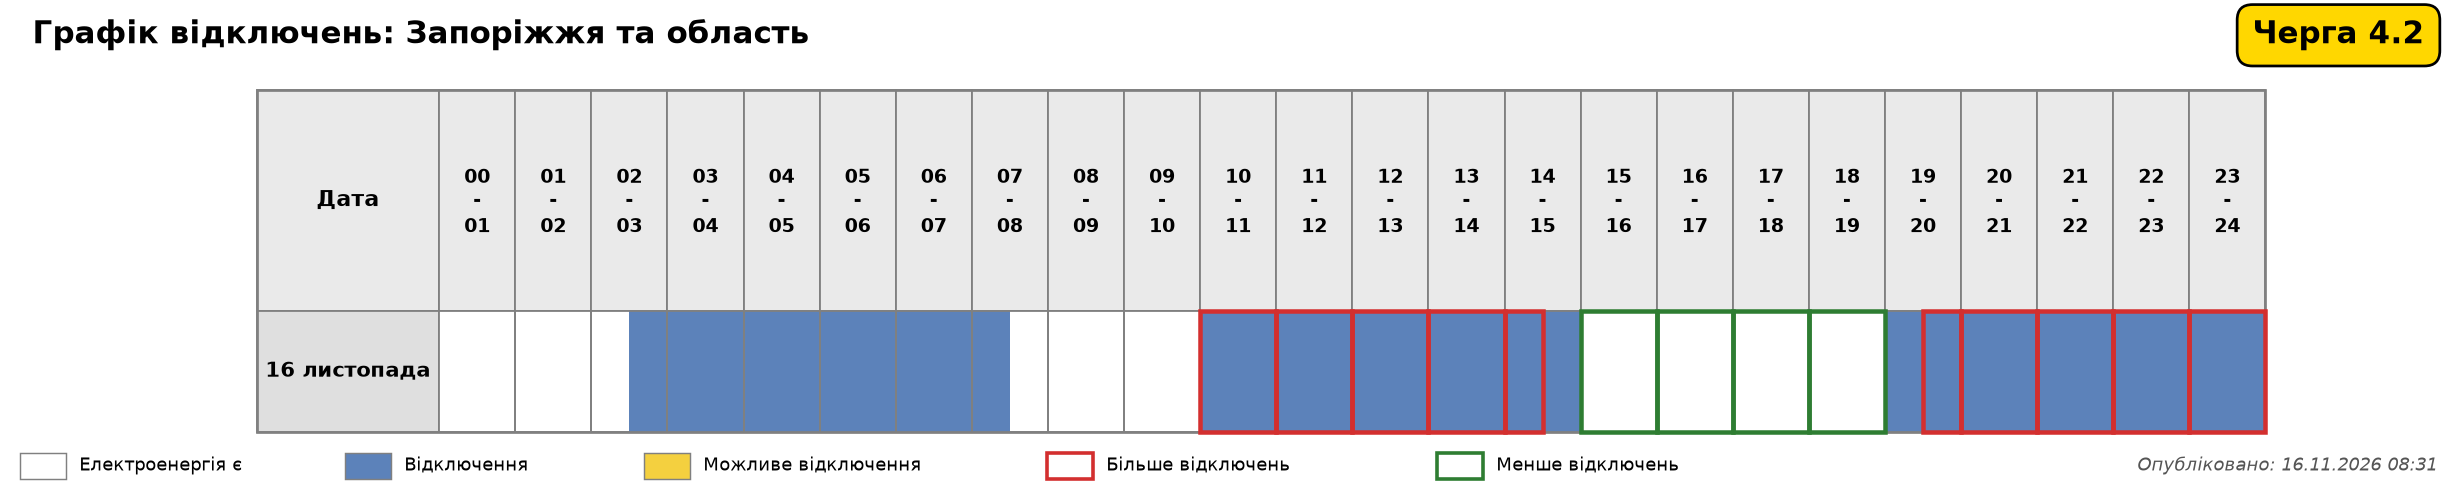 Графік відключень: Запоріжжя та область
Черга 4.2
Дата
00 - 01
01 - 02
02 - 03
03 - 04
04 - 05
05 - 06
06 - 07
07 - 08
08 - 09
09 - 10
10 - 11
11 - 12
12 - 13
13 - 14
14 - 15
15 - 16
16 - 17
17 - 18
18 - 19
19 - 20
20 - 21
21 - 22
22 - 23
23 - 24
16 листопада
Електроенергія є
Відключення
Можливе відключення
Більше відключень
Менше відключень
Опубліковано: 16.11.2026 08:31